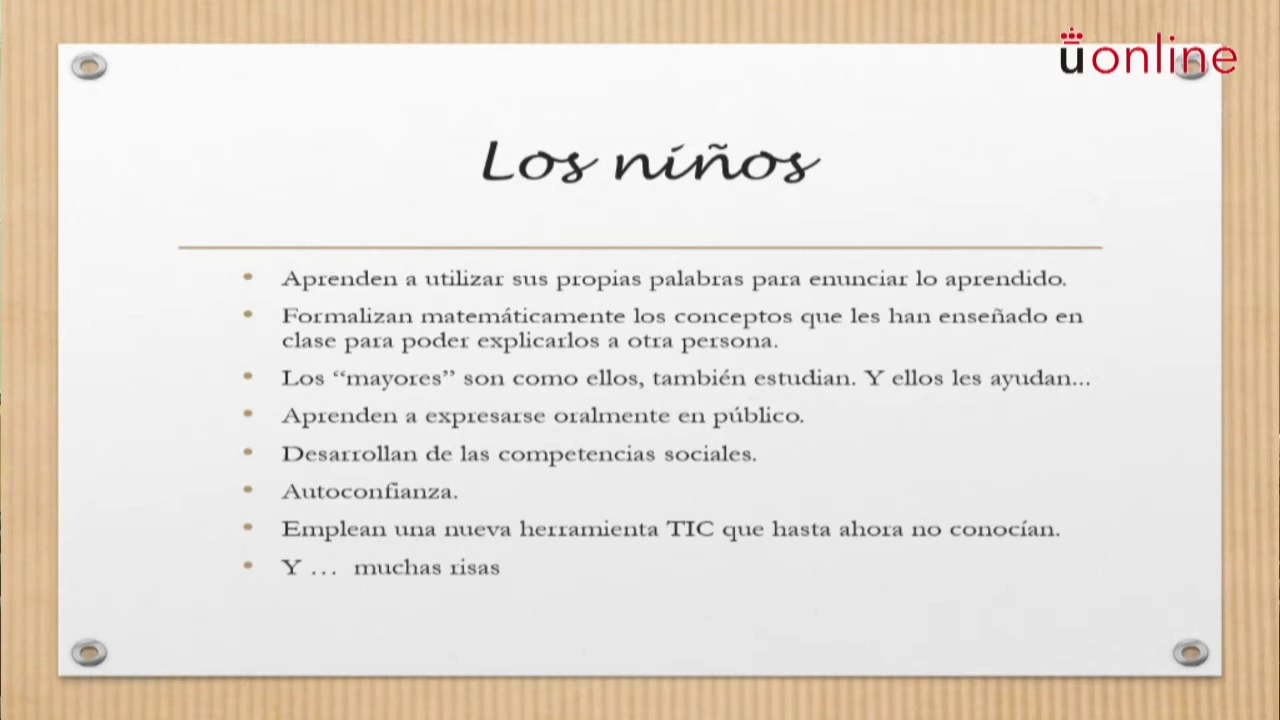 ūonline
Los niños
• Aprenden a utilizar sus propias palabras para enunciar lo aprendido.
• Formalizan matemáticamente los conceptos que les han enseñado en
clase para poder explicarlos a otra persona.
• Los “mayores” son como ellos, también estudian. Y ellos les ayudan...
• Aprenden a expresarse oralmente en público.
• Desarrollan de las competencias sociales.
• Autoconfianza.
• Emplean una nueva herramienta TIC que hasta ahora no conocían.
• Y … muchas risas